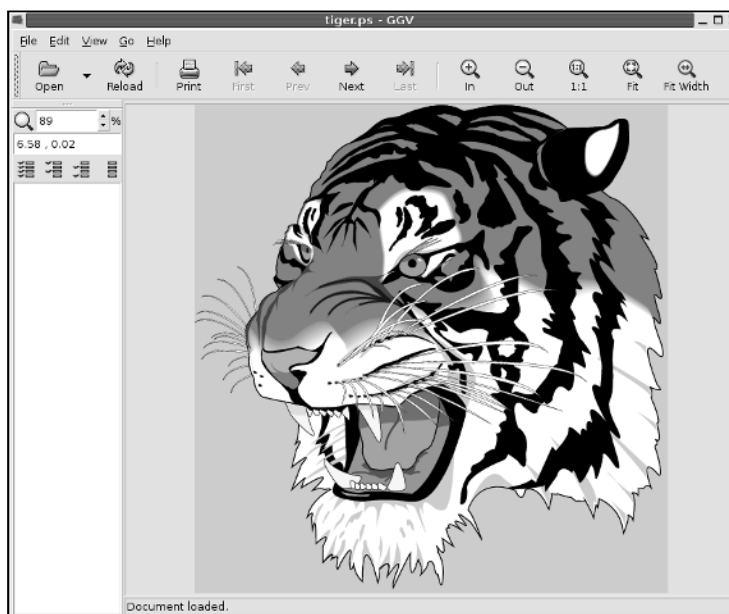 tiger.ps - GGV
File Edit View Go Help
Open Reload Print First Prev Next Last In Out 1:1 Fit Fit Width
89 %
6.58 , 0.02
Document loaded.